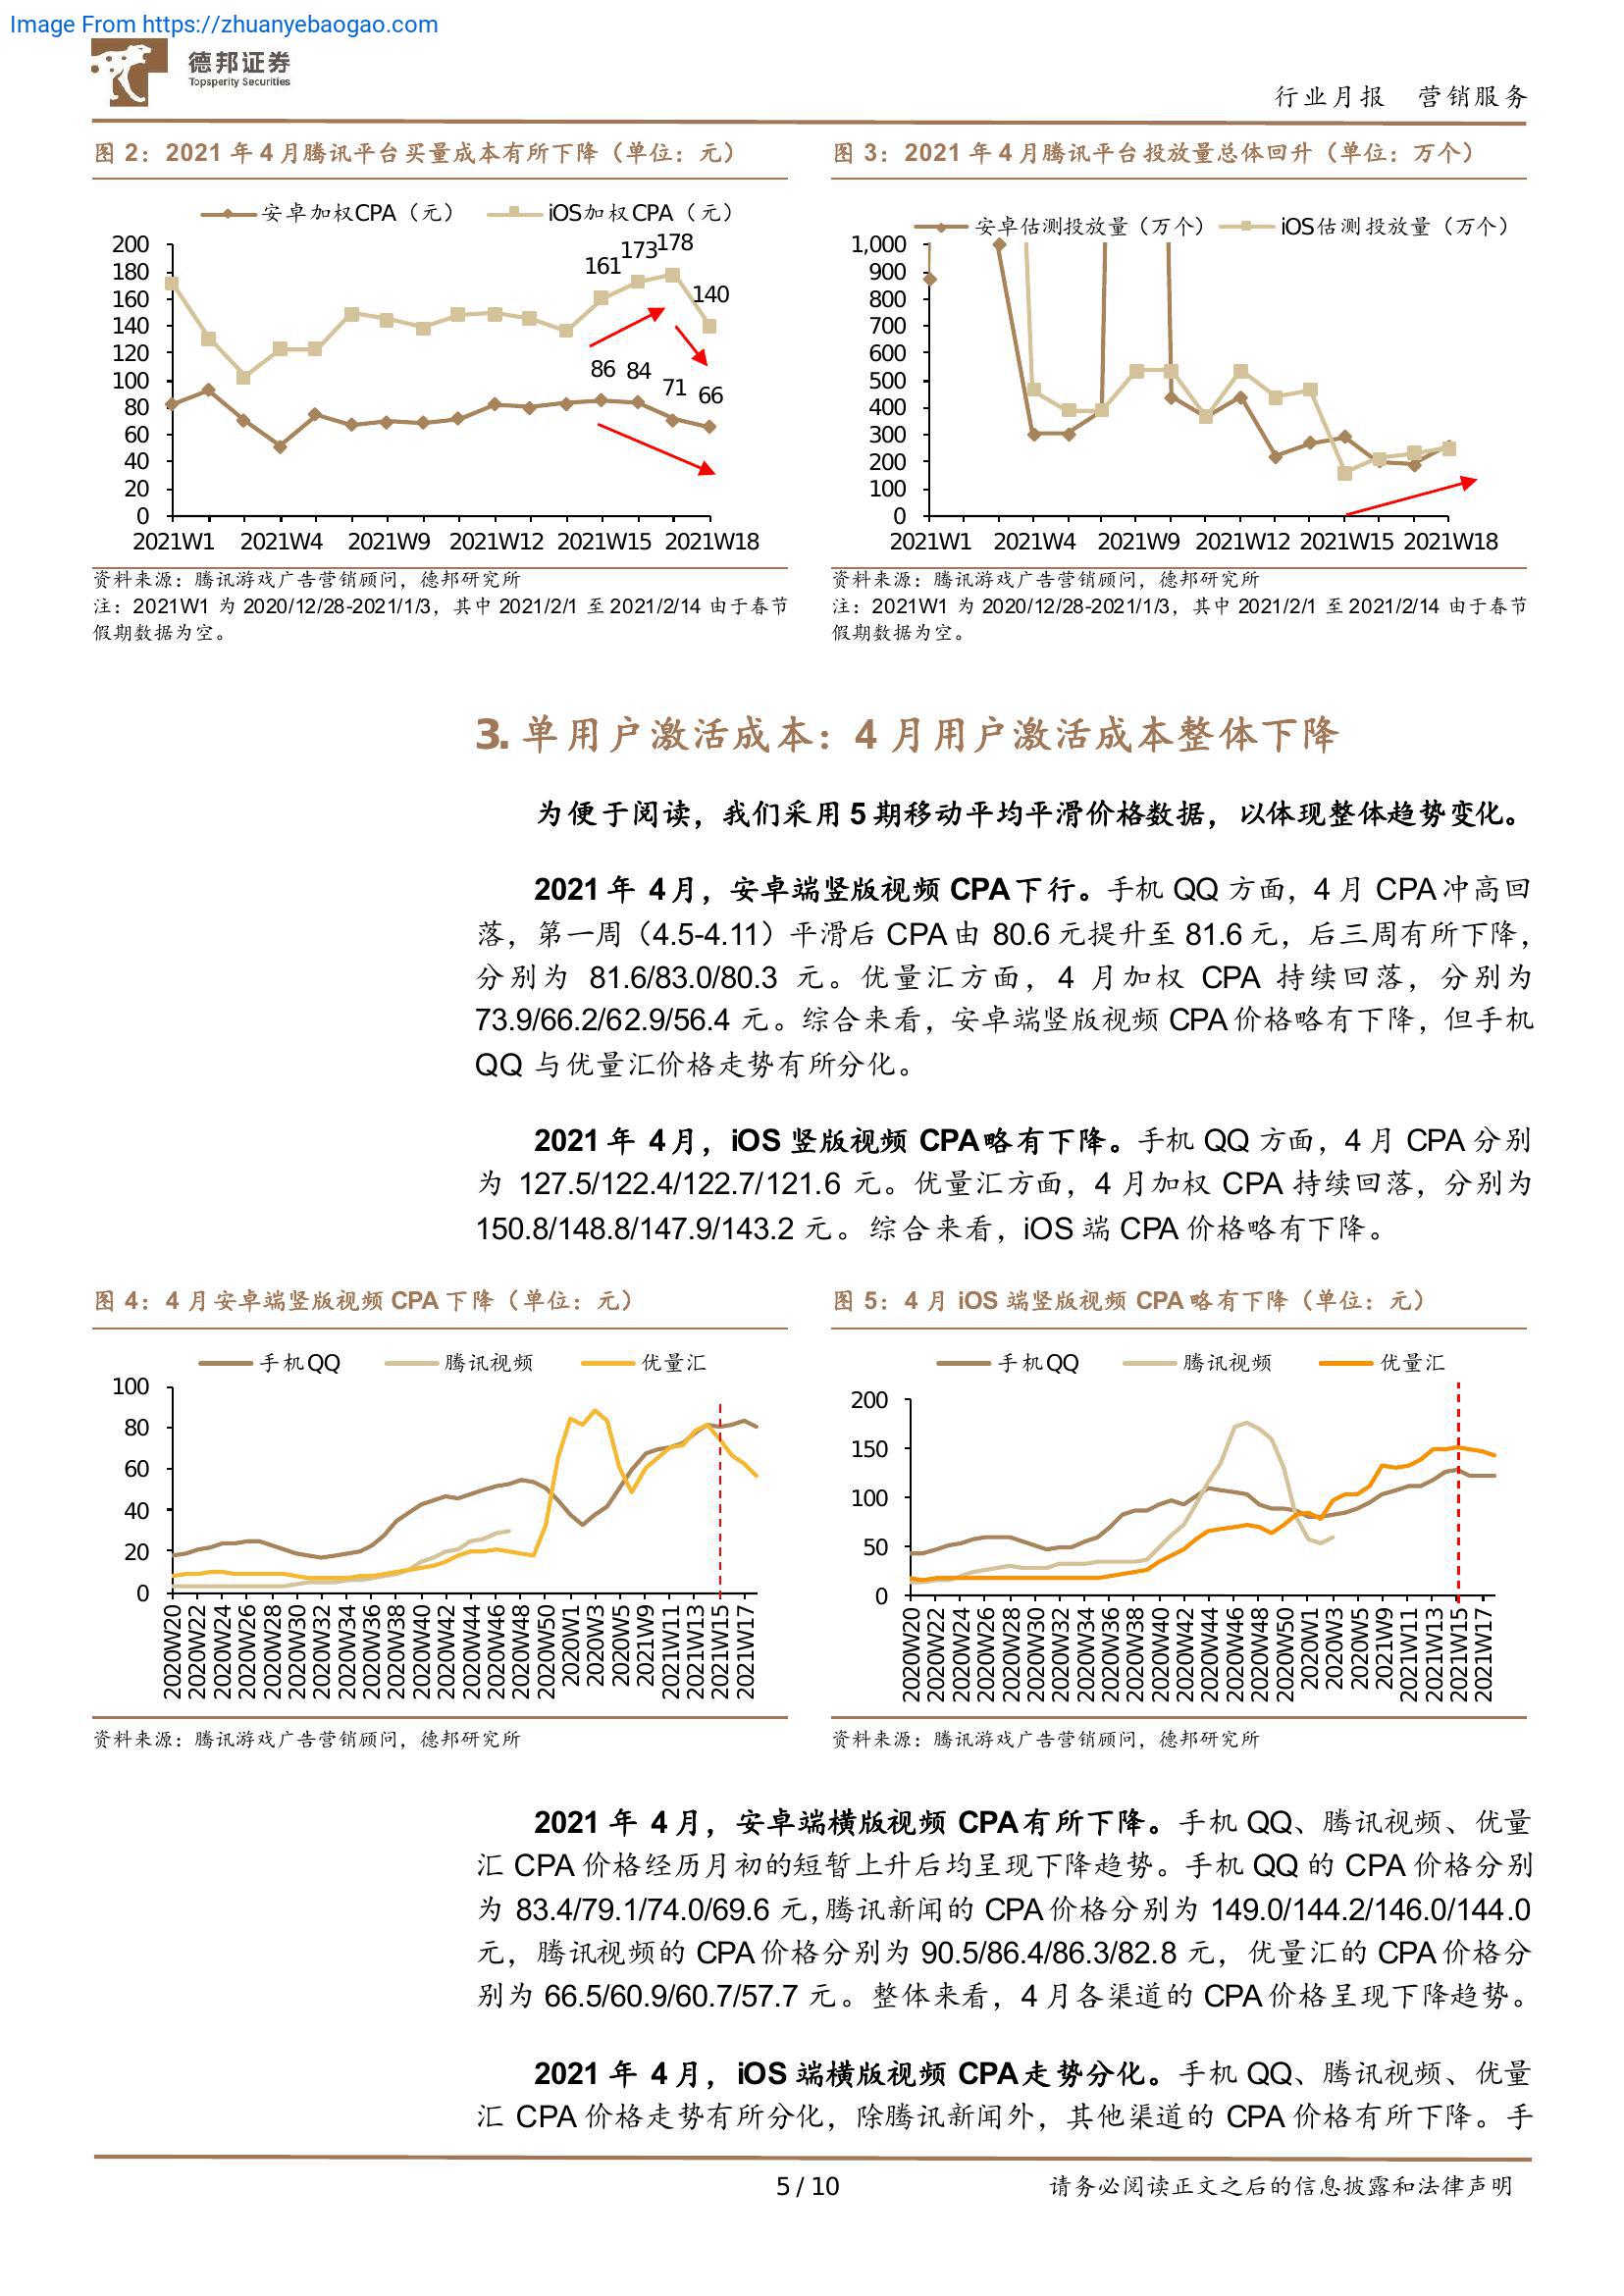 Image From https://zhuanyebaogao.com
德邦证券
Topsperity Securities
行业月报 营销服务
图 2：2021 年 4 月腾讯平台买量成本有所下降（单位：元）
安卓加权CPA（元） iOS加权CPA（元）
200
180
160
140
120
100
80
60
40
20
0
161 173 178
140
86 84
71 66
2021W1 2021W4 2021W9 2021W12 2021W15 2021W18
资料来源：腾讯游戏广告营销顾问，德邦研究所
注：2021W1 为 2020/12/28-2021/1/3，其中 2021/2/1 至 2021/2/14 由于春节
假期数据为空。
图 3：2021 年 4 月腾讯平台投放量总体回升（单位：万个）
安卓估测投放量（万个） iOS估测投放量（万个）
1,000
900
800
700
600
500
400
300
200
100
0
2021W1 2021W4 2021W9 2021W12 2021W15 2021W18
资料来源：腾讯游戏广告营销顾问，德邦研究所
注：2021W1 为 2020/12/28-2021/1/3，其中 2021/2/1 至 2021/2/14 由于春节
假期数据为空。
3. 单用户激活成本：4 月用户激活成本整体下降
为便于阅读，我们采用 5 期移动平均平滑价格数据，以体现整体趋势变化。
2021 年 4 月，安卓端竖版视频 CPA 下行。手机 QQ 方面，4 月 CPA 冲高回
落，第一周（4.5-4.11）平滑后 CPA 由 80.6 元提升至 81.6 元，后三周有所下降，
分别为 81.6/83.0/80.3 元。优量汇方面，4 月加权 CPA 持续回落，分别为
73.9/66.2/62.9/56.4 元。综合来看，安卓端竖版视频 CPA 价格略有下降，但手机
QQ 与优量汇价格走势有所分化。
2021 年 4 月，iOS 竖版视频 CPA 略有下降。手机 QQ 方面，4 月 CPA 分别
为 127.5/122.4/122.7/121.6 元。优量汇方面，4 月加权 CPA 持续回落，分别为
150.8/148.8/147.9/143.2 元。综合来看，iOS 端 CPA 价格略有下降。
图 4：4 月安卓端竖版视频 CPA 下降（单位：元）
手机QQ 腾讯视频 优量汇
100
80
60
40
20
0
2020W20 2020W22 2020W24 2020W26 2020W28 2020W30 2020W32 2020W34 2020W36 2020W38 2020W40 2020W42 2020W44 2020W46 2020W48 2020W50 2020W1 2020W3 2020W5 2021W9 2021W11 2021W13 2021W15 2021W17
资料来源：腾讯游戏广告营销顾问，德邦研究所
图 5：4 月 iOS 端竖版视频 CPA 略有下降（单位：元）
手机QQ 腾讯视频 优量汇
200
150
100
50
0
2020W20 2020W22 2020W24 2020W26 2020W28 2020W30 2020W32 2020W34 2020W36 2020W38 2020W40 2020W42 2020W44 2020W46 2020W48 2020W50 2020W1 2020W3 2020W5 2021W9 2021W11 2021W13 2021W15 2021W17
资料来源：腾讯游戏广告营销顾问，德邦研究所
2021 年 4 月，安卓端横版视频 CPA 有所下降。手机 QQ、腾讯视频、优量
汇 CPA 价格经历月初的短暂上升后均呈现下降趋势。手机 QQ 的 CPA 价格分别
为 83.4/79.1/74.0/69.6 元，腾讯新闻的 CPA 价格分别为 149.0/144.2/146.0/144.0
元，腾讯视频的 CPA 价格分别为 90.5/86.4/86.3/82.8 元，优量汇的 CPA 价格分
别为 66.5/60.9/60.7/57.7 元。整体来看，4 月各渠道的 CPA 价格呈现下降趋势。
2021 年 4 月，iOS 端横版视频 CPA 走势分化。手机 QQ、腾讯视频、优量
汇 CPA 价格走势有所分化，除腾讯新闻外，其他渠道的 CPA 价格有所下降。手
5 / 10
请务必阅读正文之后的信息披露和法律声明